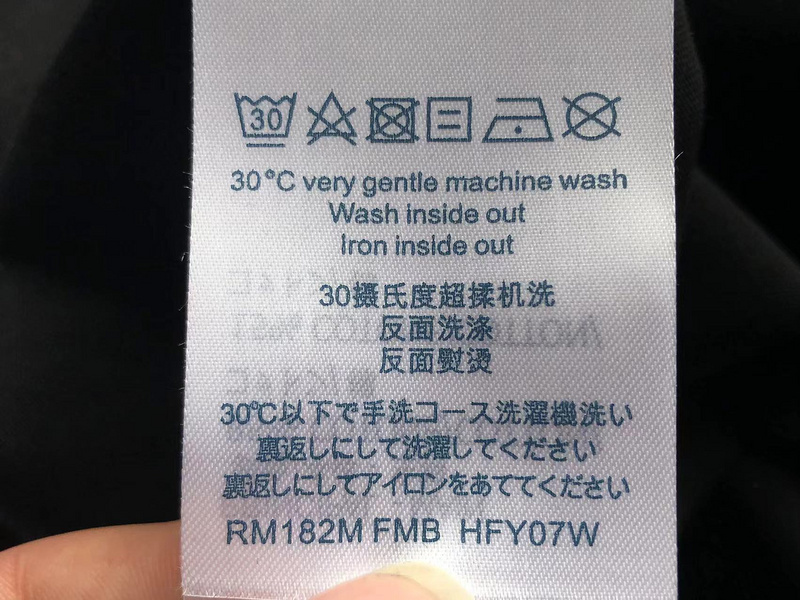 30
30°C very gentle machine wash
Wash inside out
Iron inside out
30摄氏度超揉机洗
反面洗涤
反面熨烫
30℃以下で手洗コース洗濯機洗い
裏返しにして洗濯してください
裏返しにしてアイロンをあててください
RM182M FMB HFY07W